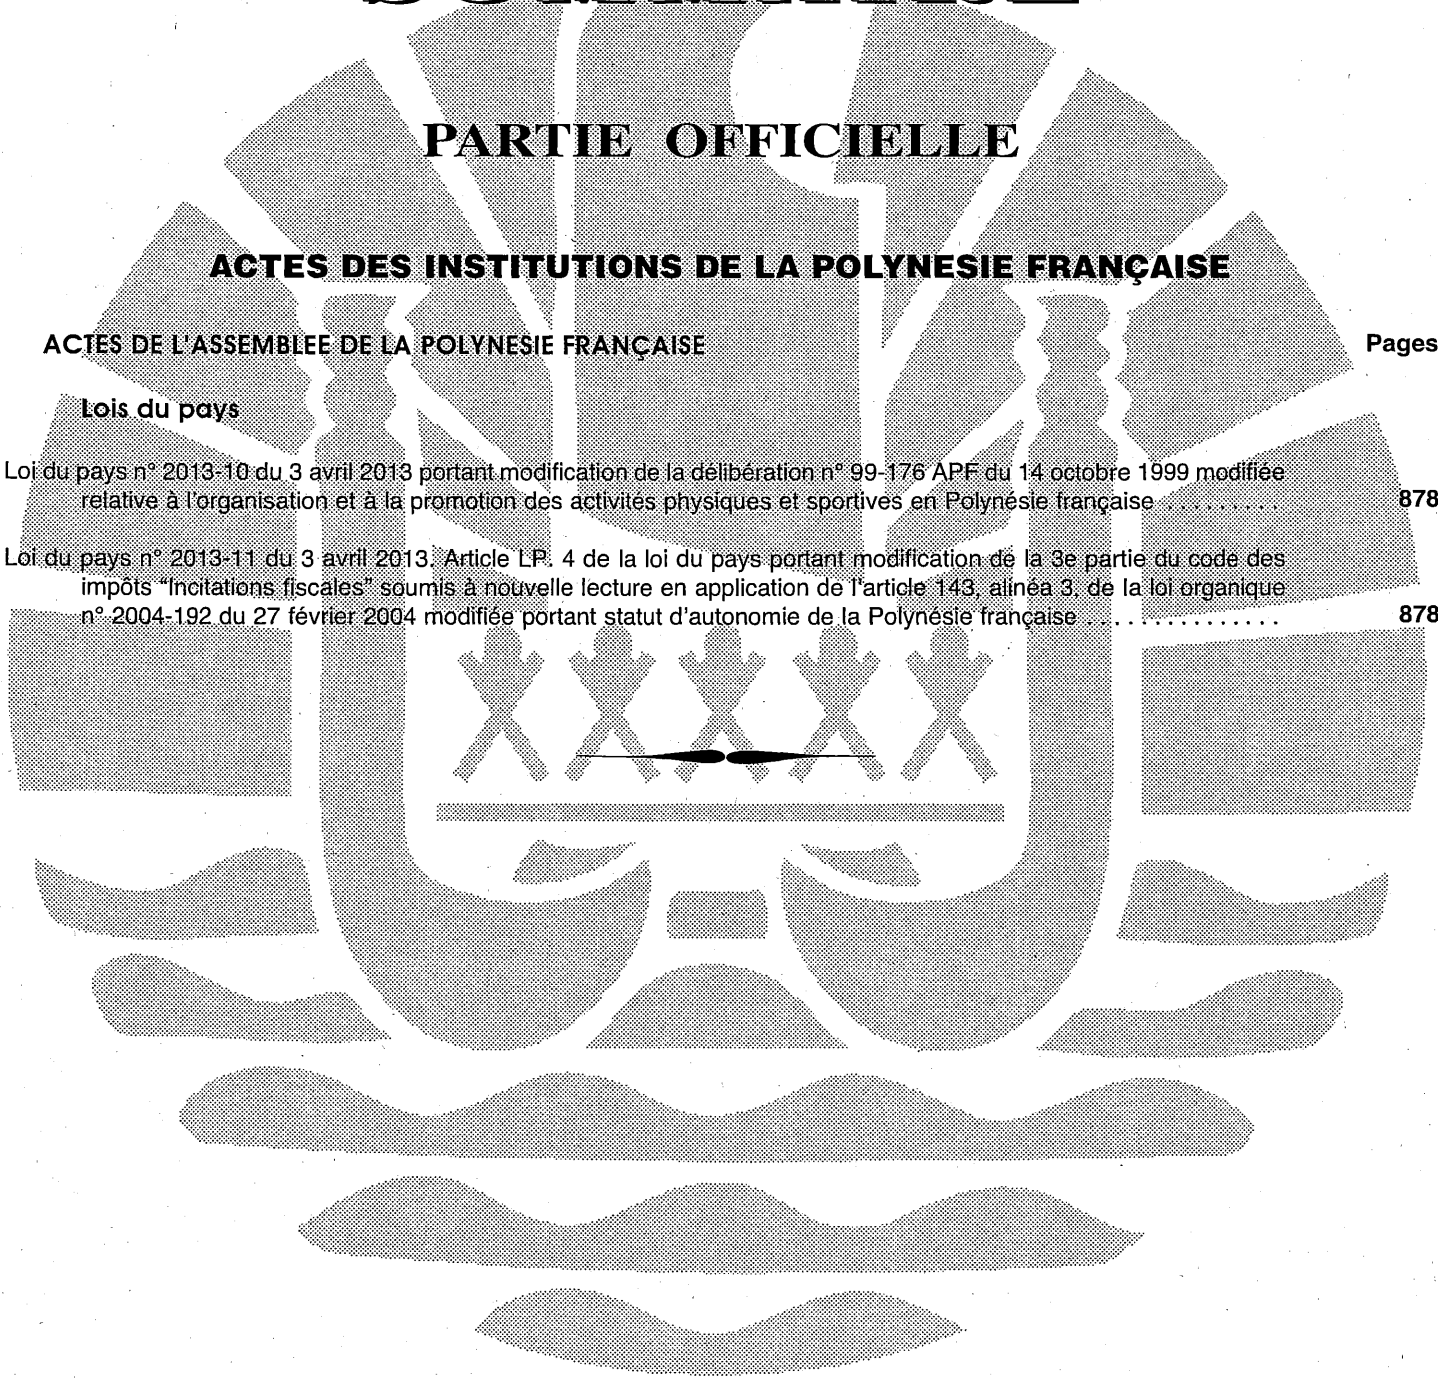 PARTIE OFFICIELLE
ACTES DES INSTITUTIONS DE LA POLYNESIE FRANÇAISE
ACTES DE L'ASSEMBLEE DE LA POLYNESIE FRANÇAISE Pages
Lois du pays
Loi du pays n° 2013-10 du 3 avril 2013 portant modification de la délibération n° 99-176 APF du 14 octobre 1999 modifiée
relative à l'organisation et à la promotion des activités physiques et sportives en Polynésie française ......... 878
Loi du pays n° 2013-11 du 3 avril 2013. Article LP. 4 de la loi du pays portant modification de la 3e partie du code des
impôts "Incitations fiscales" soumis à nouvelle lecture en application de l'article 143, alinéa 3, de la loi organique
n° 2004-192 du 27 février 2004 modifiée portant statut d'autonomie de la Polynésie française ............... 878